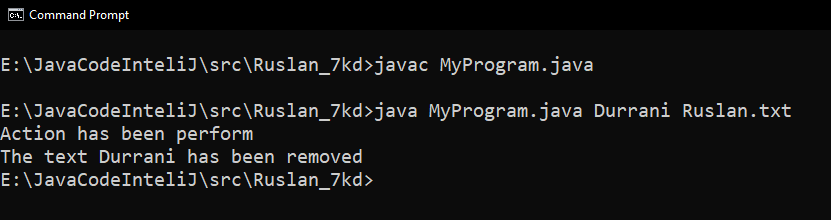 Command Prompt
E:\JavaCodeInteliJ\src\Ruslan_7kd>javac MyProgram.java
E:\JavaCodeInteliJ\src\Ruslan_7kd>java MyProgram.java Durrani Ruslan.txt
Action has been perform
The text Durrani has been removed
E:\JavaCodeInteliJ\src\Ruslan_7kd>